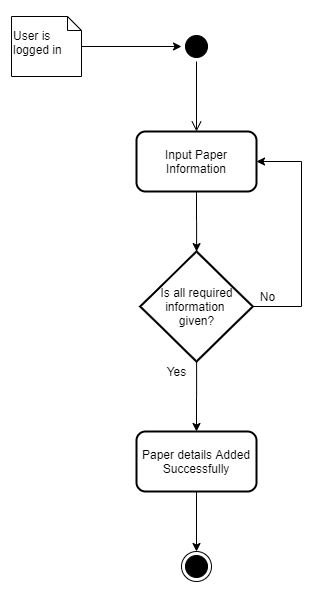 User is
logged in
Input Paper
Information
Is all required
information
given?
No
Yes
Paper details Added
Successfully